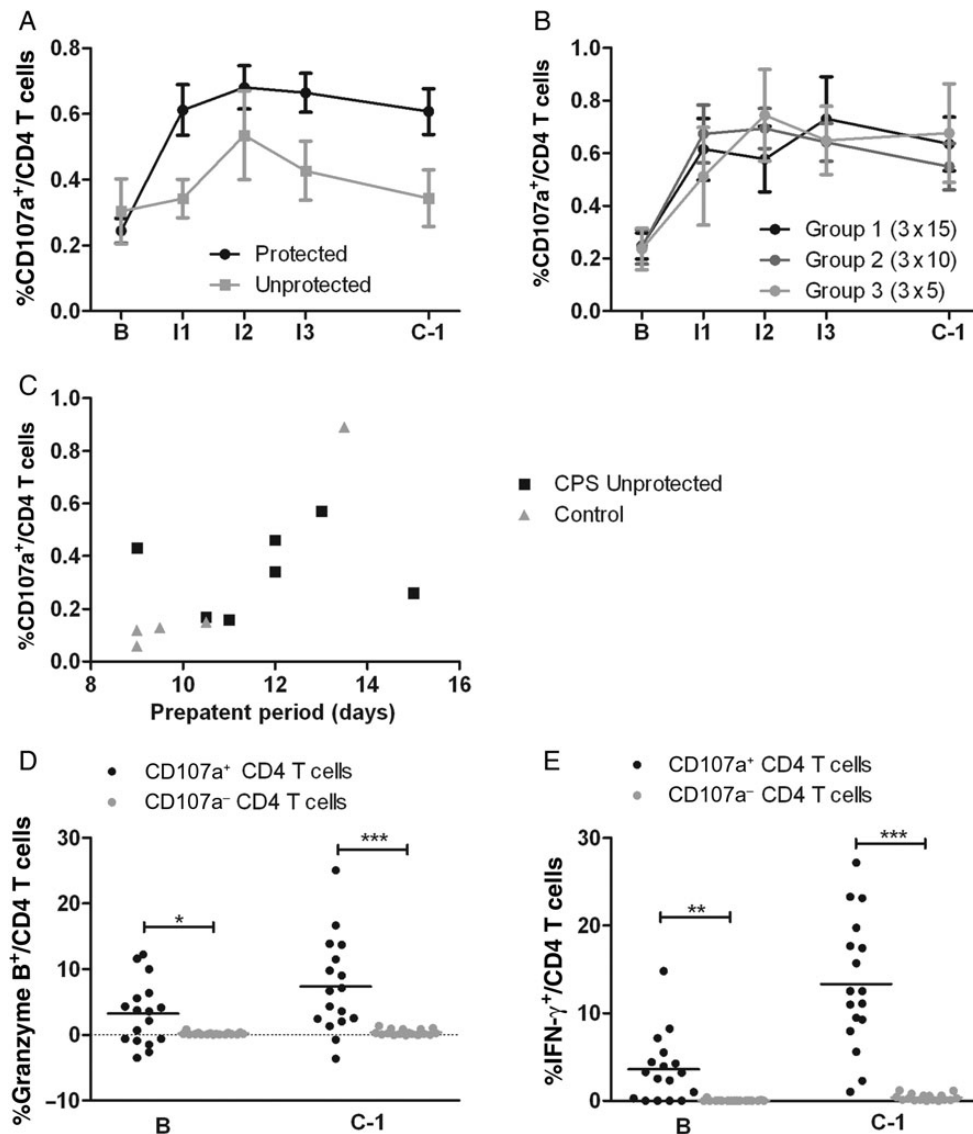 A
%CD107a⁺/CD4 T cells
0.8
0.6
0.4
0.2
0.0
Protected
Unprotected
B I1 I2 I3 C-1
B
%CD107a⁺/CD4 T cells
1.0
0.8
0.6
0.4
0.2
0.0
Group 1 (3 x 15)
Group 2 (3 x 10)
Group 3 (3 x 5)
B I1 I2 I3 C-1
C
%CD107a⁺/CD4 T cells
1.0
0.8
0.6
0.4
0.2
0.0
8 10 12 14 16
Prepatent period (days)
CPS Unprotected
Control
D
CD107a⁺ CD4 T cells
CD107a⁻ CD4 T cells
%Granzyme B⁺/CD4 T cells
30
20
10
0
−10
*
***
B C-1
E
CD107a⁺ CD4 T cells
CD107a⁻ CD4 T cells
%IFN-γ⁺/CD4 T cells
30
20
10
0
**
***
B C-1